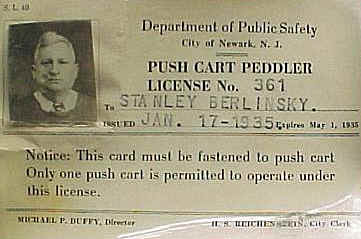 S. L. 40
Department of Public Safety
City of Newark, N. J.
PUSH CART PEDDLER
LICENSE No. 361
To STANLEY BERLINSKY.
ISSUED JAN. 17-1935. Expires May 1, 1935
Notice: This card must be fastened to push cart
Only one push cart is permitted to operate under
this license.
MICHAEL P. DUFFY, Director H. S. REICHENSTEIN, City Clerk